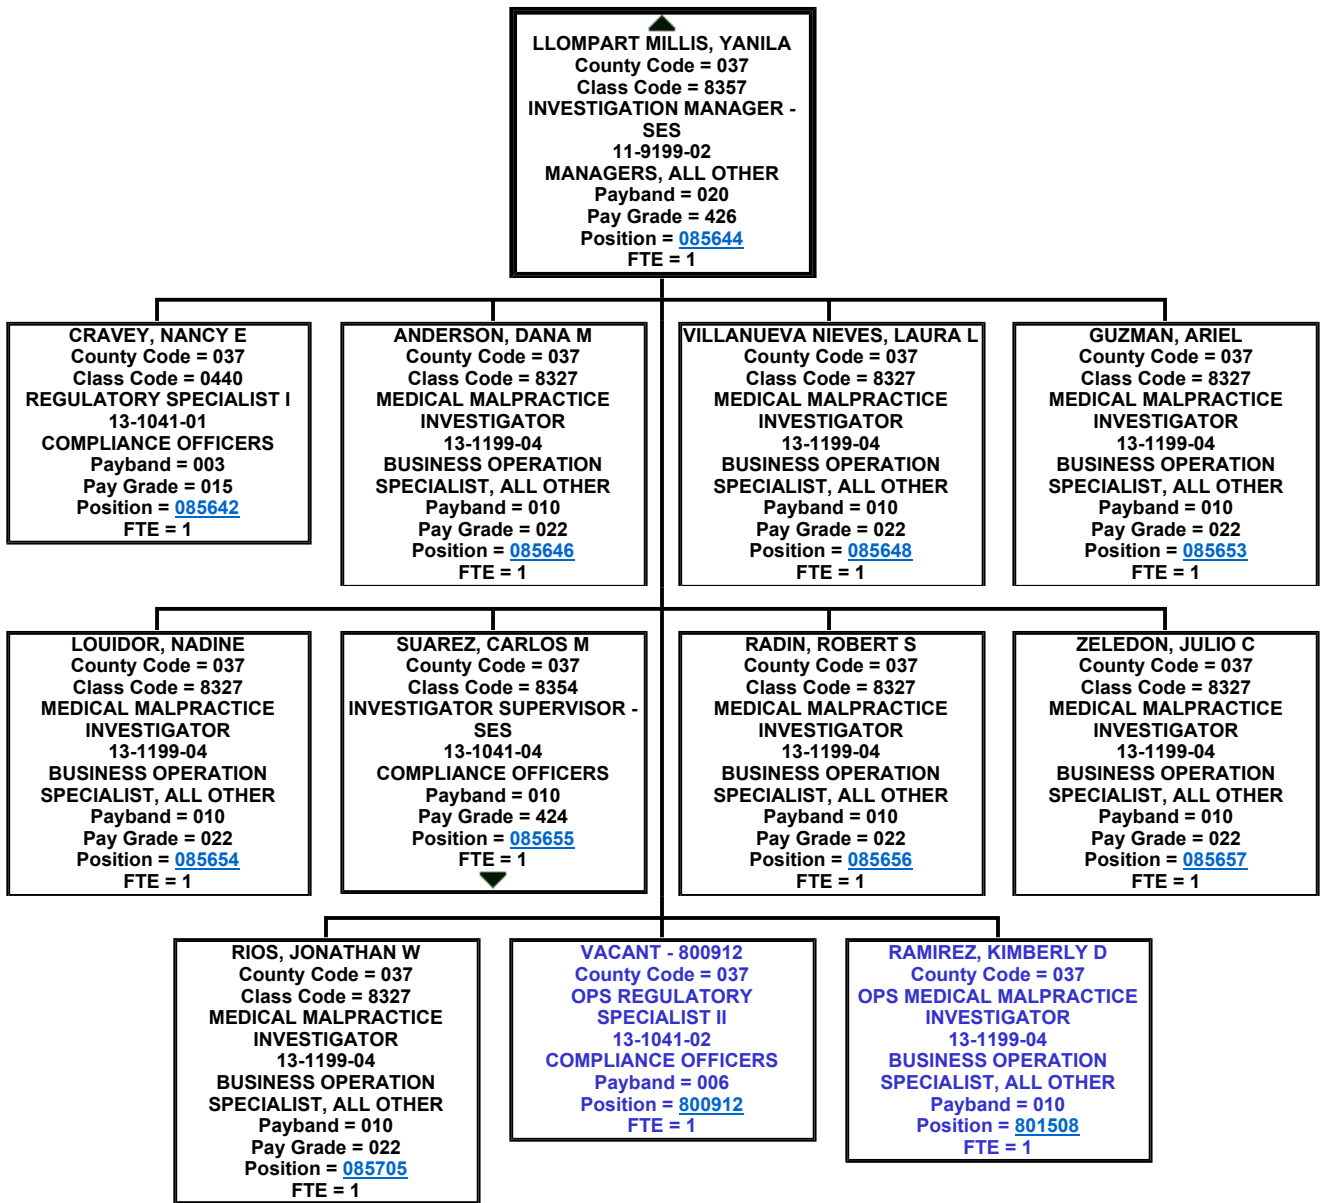 LLOMPART MILLIS, YANILA
County Code = 037
Class Code = 8357
INVESTIGATION MANAGER -
SES
11-9199-02
MANAGERS, ALL OTHER
Payband = 020
Pay Grade = 426
Position = 085644
FTE = 1
CRAVEY, NANCY E
County Code = 037
Class Code = 0440
REGULATORY SPECIALIST I
13-1041-01
COMPLIANCE OFFICERS
Payband = 003
Pay Grade = 015
Position = 085642
FTE = 1
ANDERSON, DANA M
County Code = 037
Class Code = 8327
MEDICAL MALPRACTICE
INVESTIGATOR
13-1199-04
BUSINESS OPERATION
SPECIALIST, ALL OTHER
Payband = 010
Pay Grade = 022
Position = 085646
FTE = 1
VILLANUEVA NIEVES, LAURA L
County Code = 037
Class Code = 8327
MEDICAL MALPRACTICE
INVESTIGATOR
13-1199-04
BUSINESS OPERATION
SPECIALIST, ALL OTHER
Payband = 010
Pay Grade = 022
Position = 085648
FTE = 1
GUZMAN, ARIEL
County Code = 037
Class Code = 8327
MEDICAL MALPRACTICE
INVESTIGATOR
13-1199-04
BUSINESS OPERATION
SPECIALIST, ALL OTHER
Payband = 010
Pay Grade = 022
Position = 085653
FTE = 1
LOUIDOR, NADINE
County Code = 037
Class Code = 8327
MEDICAL MALPRACTICE
INVESTIGATOR
13-1199-04
BUSINESS OPERATION
SPECIALIST, ALL OTHER
Payband = 010
Pay Grade = 022
Position = 085654
FTE = 1
SUAREZ, CARLOS M
County Code = 037
Class Code = 8354
INVESTIGATOR SUPERVISOR -
SES
13-1041-04
COMPLIANCE OFFICERS
Payband = 010
Pay Grade = 424
Position = 085655
FTE = 1
RADIN, ROBERT S
County Code = 037
Class Code = 8327
MEDICAL MALPRACTICE
INVESTIGATOR
13-1199-04
BUSINESS OPERATION
SPECIALIST, ALL OTHER
Payband = 010
Pay Grade = 022
Position = 085656
FTE = 1
ZELEDON, JULIO C
County Code = 037
Class Code = 8327
MEDICAL MALPRACTICE
INVESTIGATOR
13-1199-04
BUSINESS OPERATION
SPECIALIST, ALL OTHER
Payband = 010
Pay Grade = 022
Position = 085657
FTE = 1
RIOS, JONATHAN W
County Code = 037
Class Code = 8327
MEDICAL MALPRACTICE
INVESTIGATOR
13-1199-04
BUSINESS OPERATION
SPECIALIST, ALL OTHER
Payband = 010
Pay Grade = 022
Position = 085705
FTE = 1
VACANT - 800912
County Code = 037
OPS REGULATORY
SPECIALIST II
13-1041-02
COMPLIANCE OFFICERS
Payband = 006
Position = 800912
FTE = 1
RAMIREZ, KIMBERLY D
County Code = 037
OPS MEDICAL MALPRACTICE
INVESTIGATOR
13-1199-04
BUSINESS OPERATION
SPECIALIST, ALL OTHER
Payband = 010
Position = 801508
FTE = 1